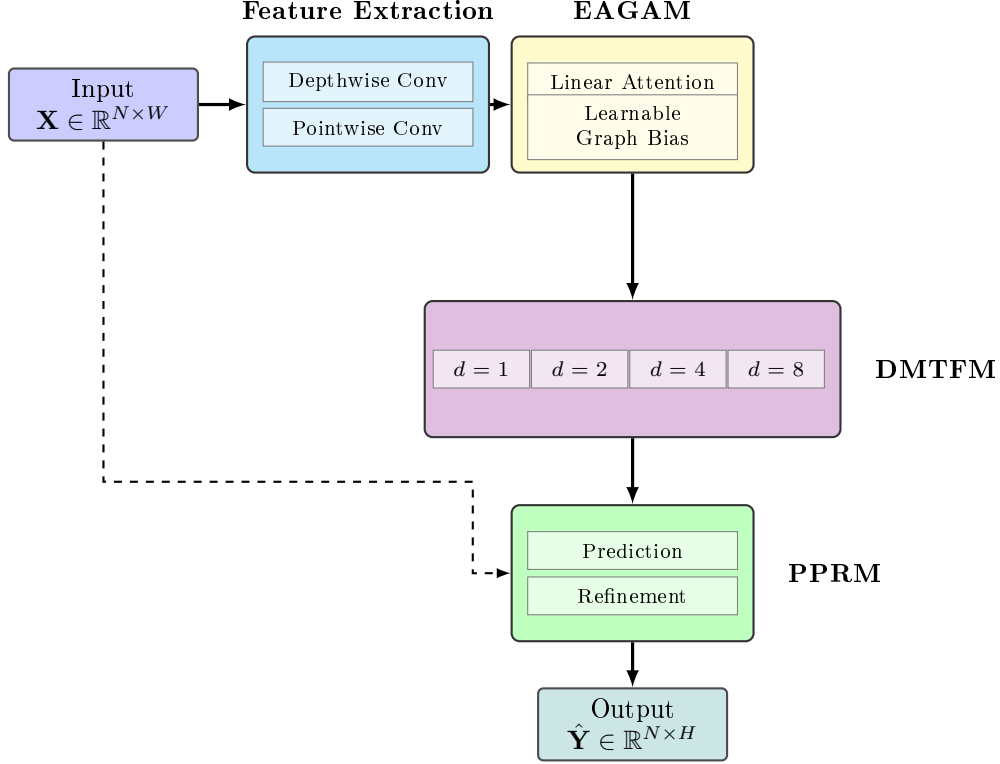 Feature Extraction
EAGAM
Input
𝐗 ∈ ℝ^{N×W}
Depthwise Conv
Pointwise Conv
Linear Attention
Learnable
Graph Bias
d = 1
d = 2
d = 4
d = 8
DMTFM
Prediction
Refinement
PPRM
Output
𝐘̂ ∈ ℝ^{N×H}